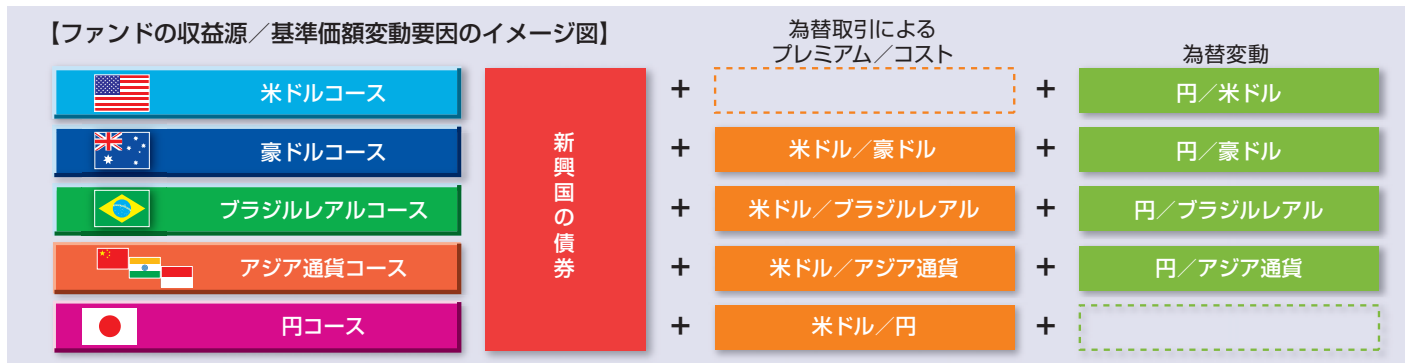 【ファンドの収益源／基準価額変動要因のイメージ図】
為替取引による
プレミアム／コスト
為替変動
米ドルコース
+
+
円／米ドル
新興国の債券
豪ドルコース
+
米ドル／豪ドル
+
円／豪ドル
ブラジルレアルコース
+
米ドル／ブラジルレアル
+
円／ブラジルレアル
アジア通貨コース
+
米ドル／アジア通貨
+
円／アジア通貨
円コース
+
米ドル／円
+